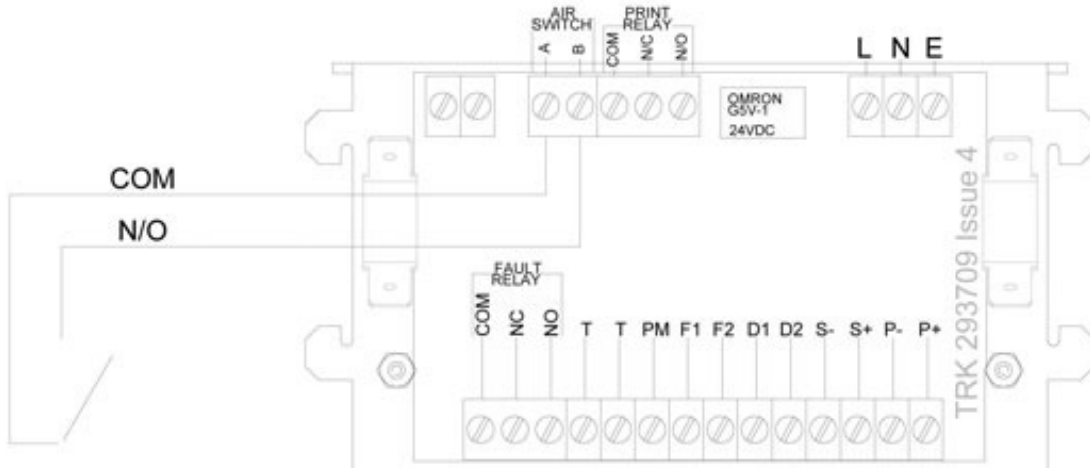 AIR
SWITCH
PRINT
RELAY
A
B
COM
N/C
N/O
L N E
OMRON
G5V-1
24VDC
COM
N/O
TRK 293709 Issue 4
FAULT
RELAY
COM
NC
NO
T T PM F1 F2 D1 D2 S- S+ P- P+